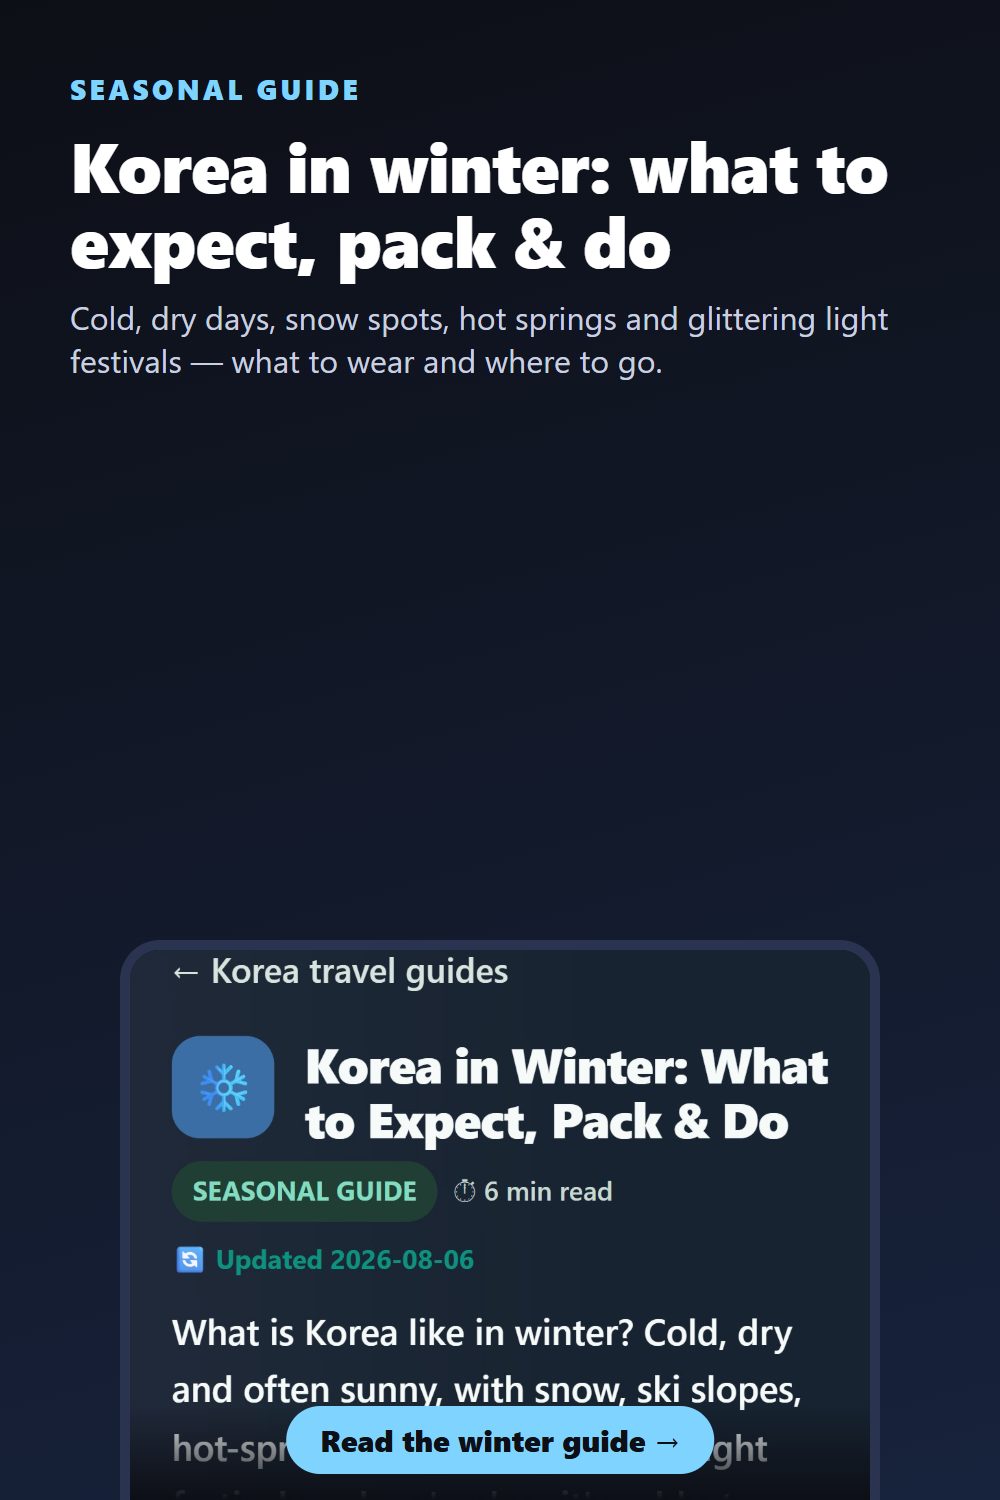 SEASONAL GUIDE
Korea in winter: what to
expect, pack & do
Cold, dry days, snow spots, hot springs and glittering light
festivals — what to wear and where to go.
← Korea travel guides
Korea in Winter: What
to Expect, Pack & Do
SEASONAL GUIDE ⏱ 6 min read
🔄 Updated 2026-08-06
What is Korea like in winter? Cold, dry
and often sunny, with snow, ski slopes,
Read the winter guide →